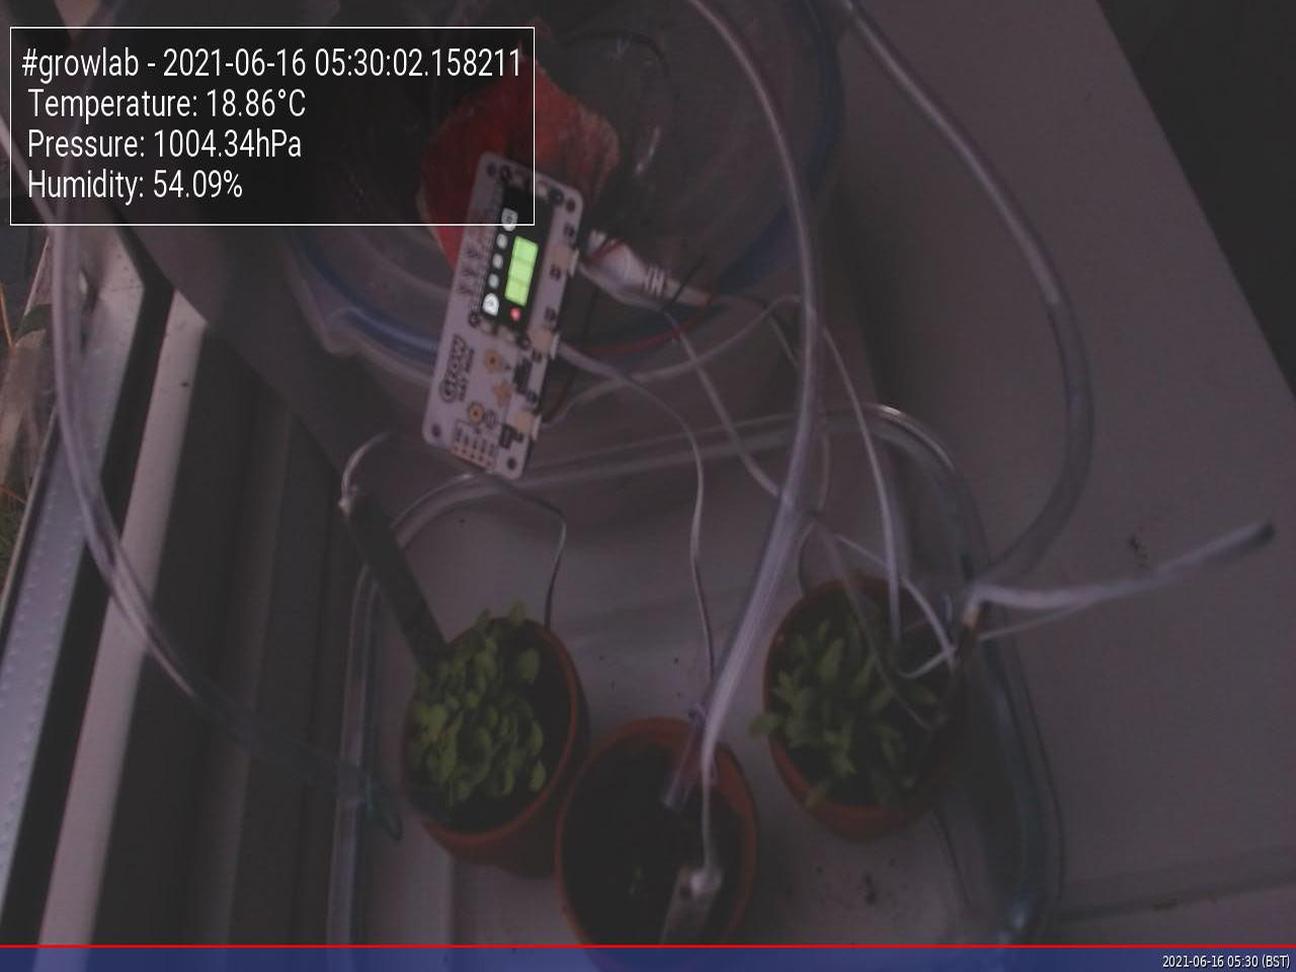 #growlab - 2021-06-16 05:30:02.158211
Temperature: 18.86°C
Pressure: 1004.34hPa
Humidity: 54.09%
GROW
2021-06-16 05:30 (BST)